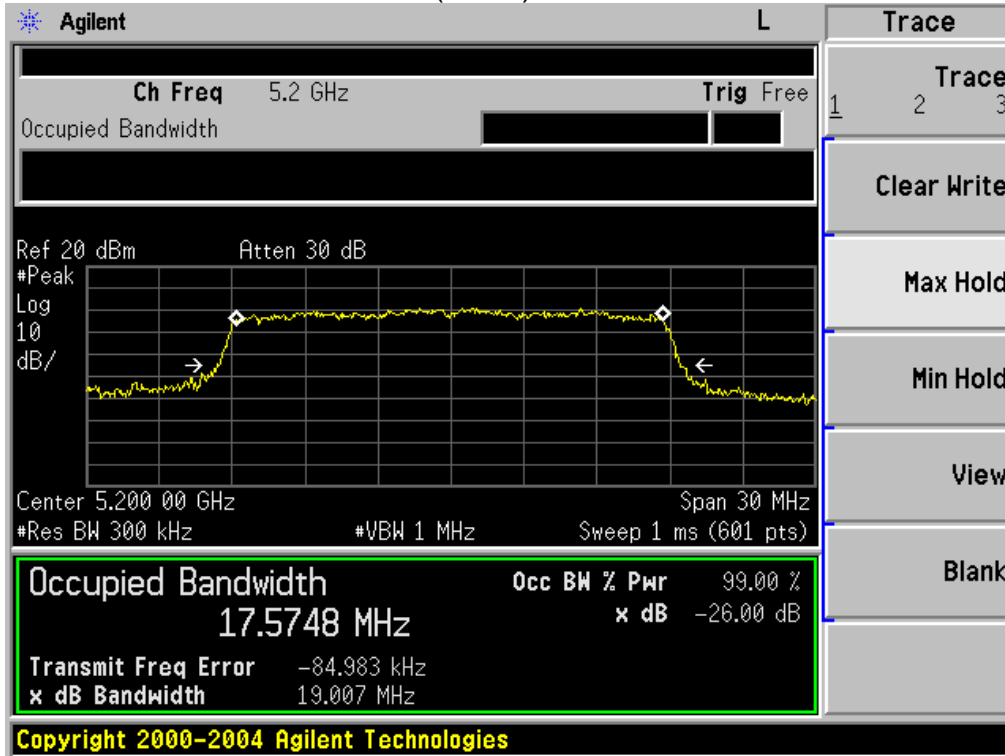 Agilent L Trace
Ch Freq 5.2 GHz Trig Free
Occupied Bandwidth
Trace
1 2 3
Clear Write
Max Hold
Min Hold
View
Blank
Ref 20 dBm Atten 30 dB
#Peak
Log
10
dB/
Center 5.200 00 GHz Span 30 MHz
#Res BW 300 kHz #VBW 1 MHz Sweep 1 ms (601 pts)
Occupied Bandwidth Occ BW % Pwr 99.00 %
17.5748 MHz x dB -26.00 dB
Transmit Freq Error -84.983 kHz
x dB Bandwidth 19.007 MHz
Copyright 2000-2004 Agilent Technologies